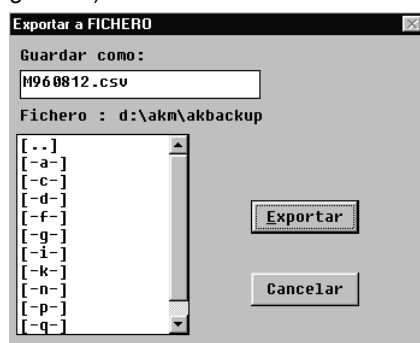 Exportar a FICHERO
Guardar como:
M960812.csv
Fichero : d:\akm\akbackup
[..]
[-a-]
[-c-]
[-d-]
[-f-]
[-g-]
[-i-]
[-k-]
[-n-]
[-p-]
[-q-]
Exportar
Cancelar